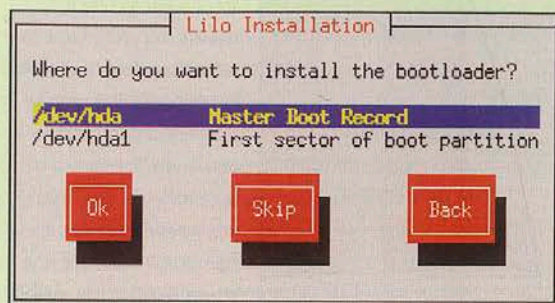 Lilo Installation
Where do you want to install the bootloader?
/dev/hda Master Boot Record
/dev/hda1 First sector of boot partition
Ok Skip Back